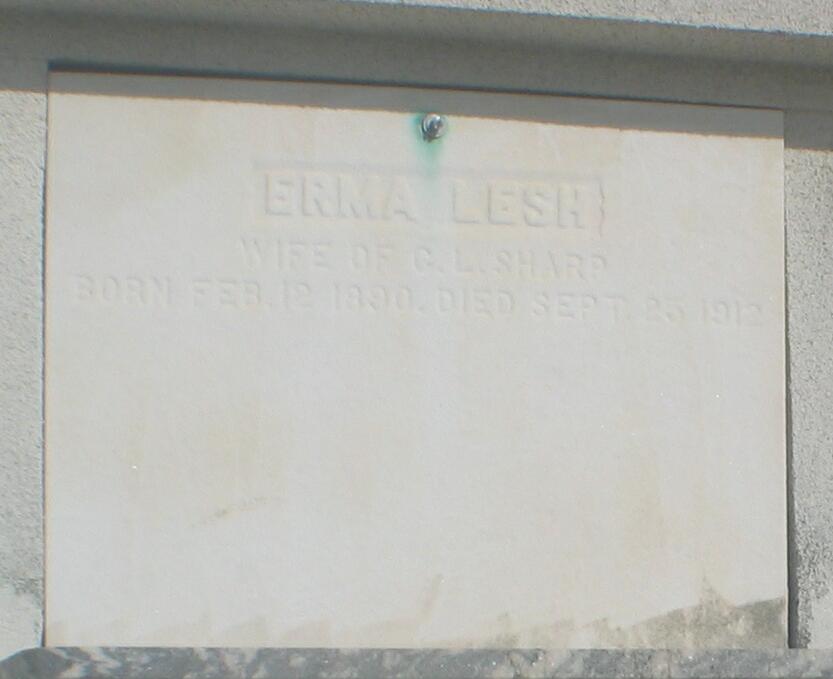 ERMA LESH
WIFE OF C. L. SHARP
BORN FEB. 12 1890. DIED SEPT. 25 1912